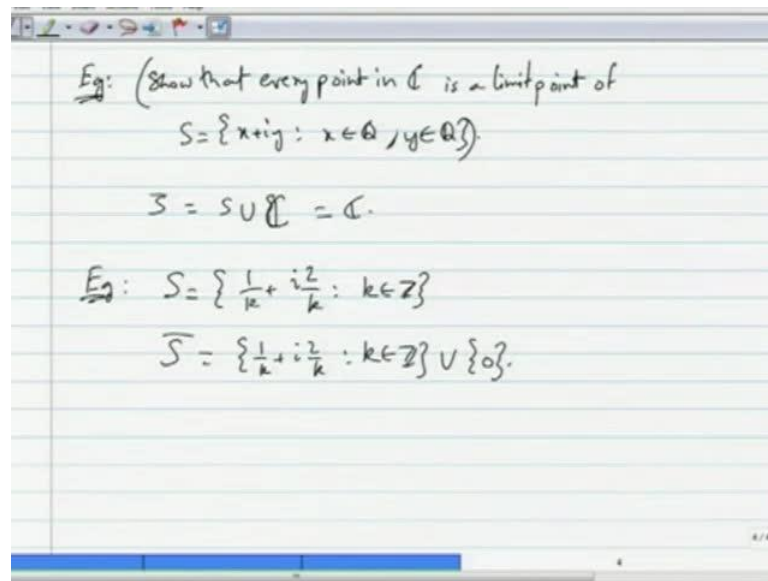 Eg: (Show that every point in ℂ is a limit point of
S = {x+iy : x ∈ ℚ, y ∈ ℚ}).
S̅ = S ∪ ℂ = ℂ.
Eg: S = { 1/k + i 2/k : k ∈ ℤ}
S̅ = { 1/k + i 2/k : k ∈ ℤ} ∪ {0}.